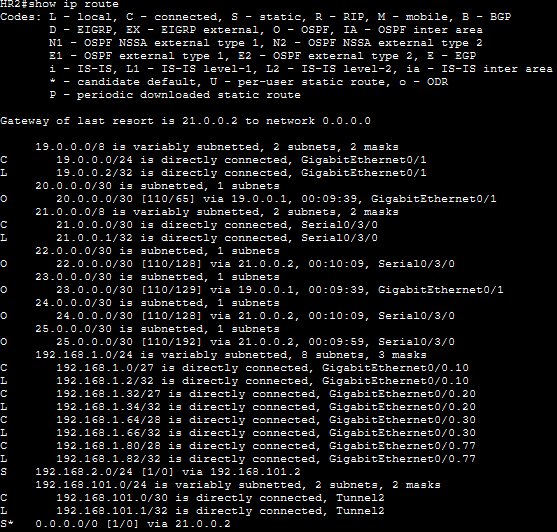 HR2#show ip route
Codes: L - local, C - connected, S - static, R - RIP, M - mobile, B - BGP
D - EIGRP, EX - EIGRP external, O - OSPF, IA - OSPF inter area
N1 - OSPF NSSA external type 1, N2 - OSPF NSSA external type 2
E1 - OSPF external type 1, E2 - OSPF external type 2, E - EGP
i - IS-IS, L1 - IS-IS level-1, L2 - IS-IS level-2, ia - IS-IS inter area
* - candidate default, U - per-user static route, o - ODR
P - periodic downloaded static route
Gateway of last resort is 21.0.0.2 to network 0.0.0.0
19.0.0.0/8 is variably subnetted, 2 subnets, 2 masks
C 19.0.0.0/24 is directly connected, GigabitEthernet0/1
L 19.0.0.2/32 is directly connected, GigabitEthernet0/1
20.0.0.0/30 is subnetted, 1 subnets
O 20.0.0.0/30 [110/65] via 19.0.0.1, 00:09:39, GigabitEthernet0/1
21.0.0.0/8 is variably subnetted, 2 subnets, 2 masks
C 21.0.0.0/30 is directly connected, Serial0/3/0
L 21.0.0.1/32 is directly connected, Serial0/3/0
22.0.0.0/30 is subnetted, 1 subnets
O 22.0.0.0/30 [110/128] via 21.0.0.2, 00:10:09, Serial0/3/0
23.0.0.0/30 is subnetted, 1 subnets
O 23.0.0.0/30 [110/129] via 19.0.0.1, 00:09:39, GigabitEthernet0/1
24.0.0.0/30 is subnetted, 1 subnets
O 24.0.0.0/30 [110/128] via 21.0.0.2, 00:10:09, Serial0/3/0
25.0.0.0/30 is subnetted, 1 subnets
O 25.0.0.0/30 [110/192] via 21.0.0.2, 00:09:59, Serial0/3/0
192.168.1.0/24 is variably subnetted, 8 subnets, 3 masks
C 192.168.1.0/27 is directly connected, GigabitEthernet0/0.10
L 192.168.1.2/32 is directly connected, GigabitEthernet0/0.10
C 192.168.1.32/27 is directly connected, GigabitEthernet0/0.20
L 192.168.1.34/32 is directly connected, GigabitEthernet0/0.20
C 192.168.1.64/28 is directly connected, GigabitEthernet0/0.30
L 192.168.1.66/32 is directly connected, GigabitEthernet0/0.30
C 192.168.1.80/28 is directly connected, GigabitEthernet0/0.77
L 192.168.1.82/32 is directly connected, GigabitEthernet0/0.77
S 192.168.2.0/24 [1/0] via 192.168.101.2
192.168.101.0/24 is variably subnetted, 2 subnets, 2 masks
C 192.168.101.0/30 is directly connected, Tunnel2
L 192.168.101.1/32 is directly connected, Tunnel2
S* 0.0.0.0/0 [1/0] via 21.0.0.2